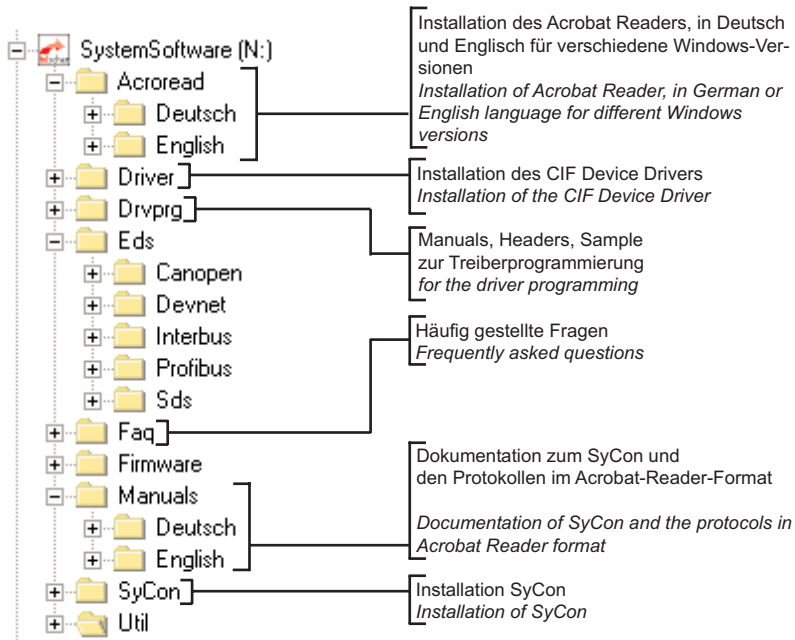 SystemSoftware (N:)
Acroread
Deutsch
English
Driver
Drvprg
Eds
Canopen
Devnet
Interbus
Profibus
Sds
Faq
Firmware
Manuals
Deutsch
English
SyCon
Util
Installation des Acrobat Readers, in Deutsch
und Englisch für verschiedene Windows-Ver-
sionen
Installation of Acrobat Reader, in German or
English language for different Windows
versions
Installation des CIF Device Drivers
Installation of the CIF Device Driver
Manuals, Headers, Sample
zur Treiberprogrammierung
for the driver programming
Häufig gestellte Fragen
Frequently asked questions
Dokumentation zum SyCon und
den Protokollen im Acrobat-Reader-Format
Documentation of SyCon and the protocols in
Acrobat Reader format
Installation SyCon
Installation of SyCon